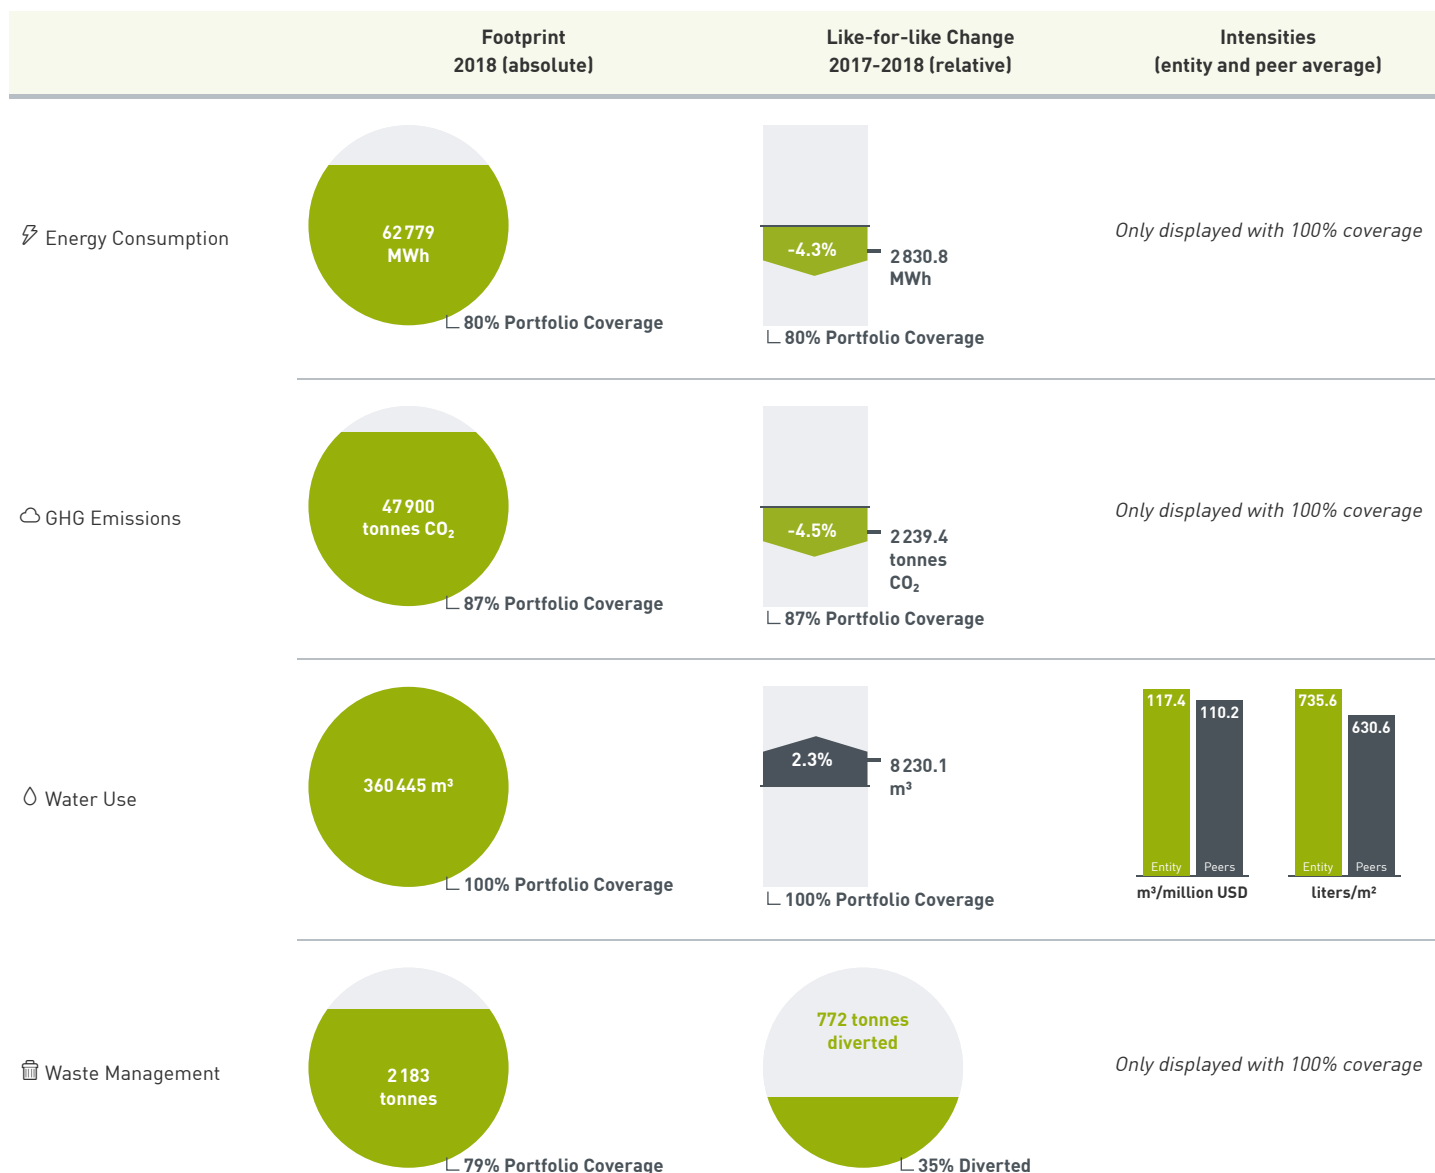 Footprint
2018 (absolute)
Like-for-like Change
2017-2018 (relative)
Intensities
(entity and peer average)
Energy Consumption
62 779
MWh
80% Portfolio Coverage
-4.3%
2 830.8
MWh
80% Portfolio Coverage
Only displayed with 100% coverage
GHG Emissions
47 900
tonnes CO₂
87% Portfolio Coverage
-4.5%
2 239.4
tonnes
CO₂
87% Portfolio Coverage
Only displayed with 100% coverage
Water Use
360 445 m³
100% Portfolio Coverage
2.3%
8 230.1
m³
100% Portfolio Coverage
117.4
110.2
Entity
Peers
m³/million USD
735.6
630.6
Entity
Peers
liters/m²
Waste Management
2 183
tonnes
79% Portfolio Coverage
772 tonnes
diverted
35% Diverted
Only displayed with 100% coverage